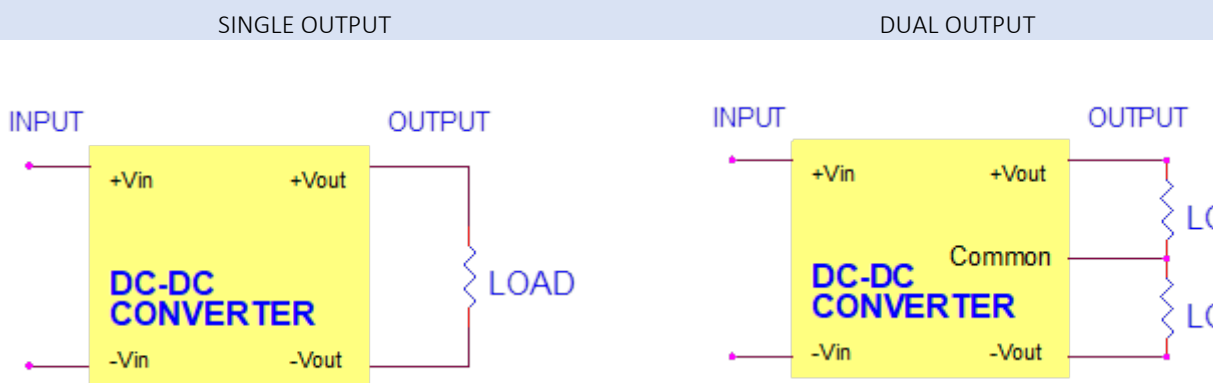 SINGLE OUTPUT
DUAL OUTPUT
INPUT
OUTPUT
+Vin
+Vout
DC-DC
CONVERTER
LOAD
-Vin
-Vout
INPUT
OUTPUT
+Vin
+Vout
Common
DC-DC
CONVERTER
-Vin
-Vout